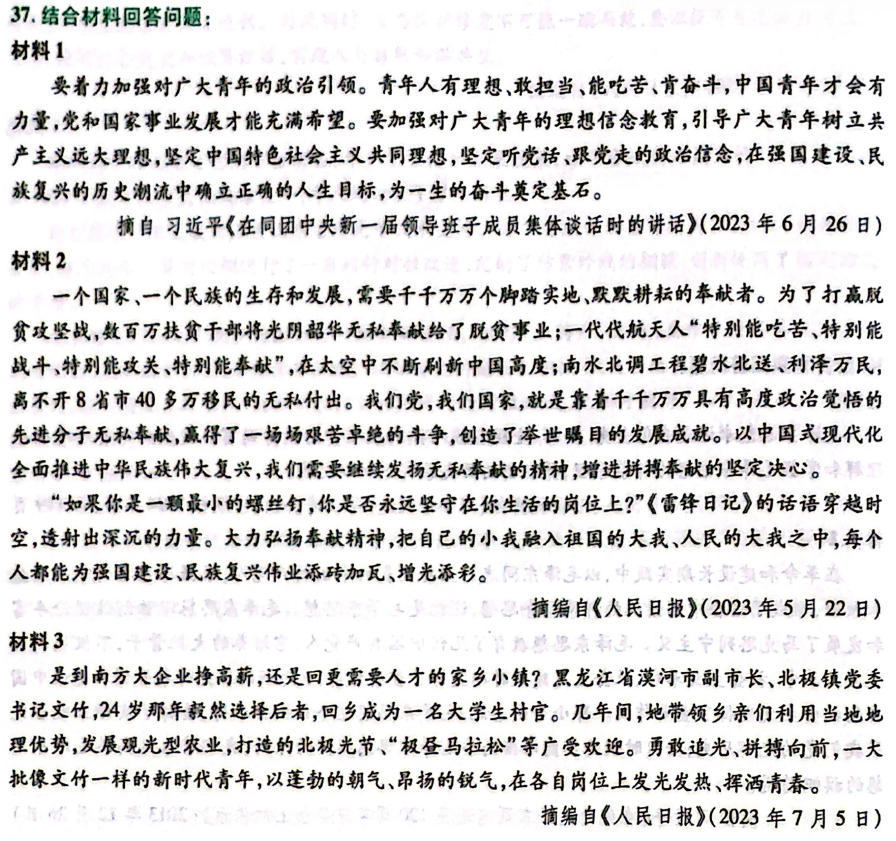 37.结合材料回答问题：
材料1
要着力加强对广大青年的政治引领。青年人有理想、敢担当、能吃苦、肯奋斗,中国青年才会有
力量,党和国家事业发展才能充满希望。要加强对广大青年的理想信念教育,引导广大青年树立共
产主义远大理想,坚定中国特色社会主义共同理想,坚定听党话、跟党走的政治信念,在强国建设、民
族复兴的历史潮流中确立正确的人生目标,为一生的奋斗奠定基石。
摘自 习近平《在同团中央新一届领导班子成员集体谈话时的讲话》(2023年6月26日)
材料2
一个国家、一个民族的生存和发展,需要千千万万个脚踏实地、默默耕耘的奉献者。为了打赢脱
贫攻坚战,数百万扶贫干部将光阴韶华无私奉献给了脱贫事业;一代代航天人“特别能吃苦、特别能
战斗、特别能攻关、特别能奉献”,在太空中不断刷新中国高度;南水北调工程碧水北送、利泽万民,
离不开8省市40多万移民的无私付出。我们党,我们国家,就是靠着千千万万具有高度政治觉悟的
先进分子无私奉献,赢得了一场场艰苦卓绝的斗争,创造了举世瞩目的发展成就。以中国式现代化
全面推进中华民族伟大复兴,我们需要继续发扬无私奉献的精神,增进拼搏奉献的坚定决心。
“如果你是一颗最小的螺丝钉,你是否永远坚守在你生活的岗位上?”《雷锋日记》的话语穿越时
空,透射出深沉的力量。大力弘扬奉献精神,把自己的小我融入祖国的大我、人民的大我之中,每个
人都能为强国建设、民族复兴伟业添砖加瓦、增光添彩。
摘编自《人民日报》(2023年5月22日)
材料3
是到南方大企业挣高薪,还是回更需要人才的家乡小镇?黑龙江省漠河市副市长、北极镇党委
书记文竹,24岁那年毅然选择后者,回乡成为一名大学生村官。几年间,她带领乡亲们利用当地地
理优势,发展观光型农业,打造的北极光节、“极昼马拉松”等广受欢迎。勇敢追光、拼搏向前,一大
批像文竹一样的新时代青年,以蓬勃的朝气、昂扬的锐气,在各自岗位上发光发热、挥洒青春。
摘编自《人民日报》(2023年7月5日)